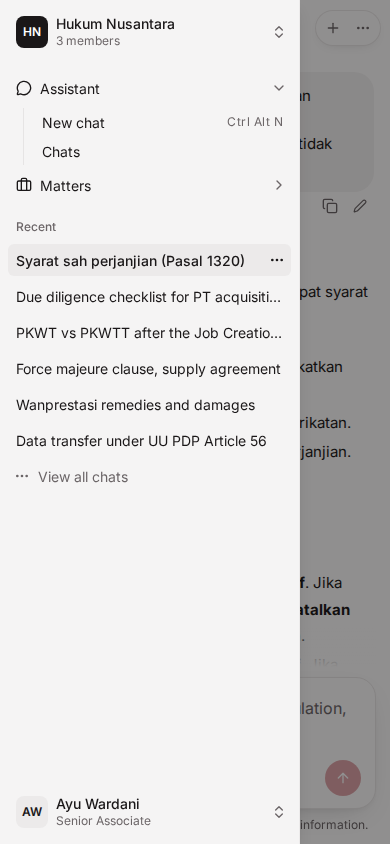 HN
Hukum Nusantara
3 members
Assistant
New chat
Ctrl Alt N
Chats
Matters
Recent
Syarat sah perjanjian (Pasal 1320)
Due diligence checklist for PT acquisiti...
PKWT vs PKWTT after the Job Creatio...
Force majeure clause, supply agreement
Wanprestasi remedies and damages
Data transfer under UU PDP Article 56
View all chats
AW
Ayu Wardani
Senior Associate
tidak
pat syarat
katkan
rikatan.
rjanjian.
f. Jika
atalkan
lation,
information.